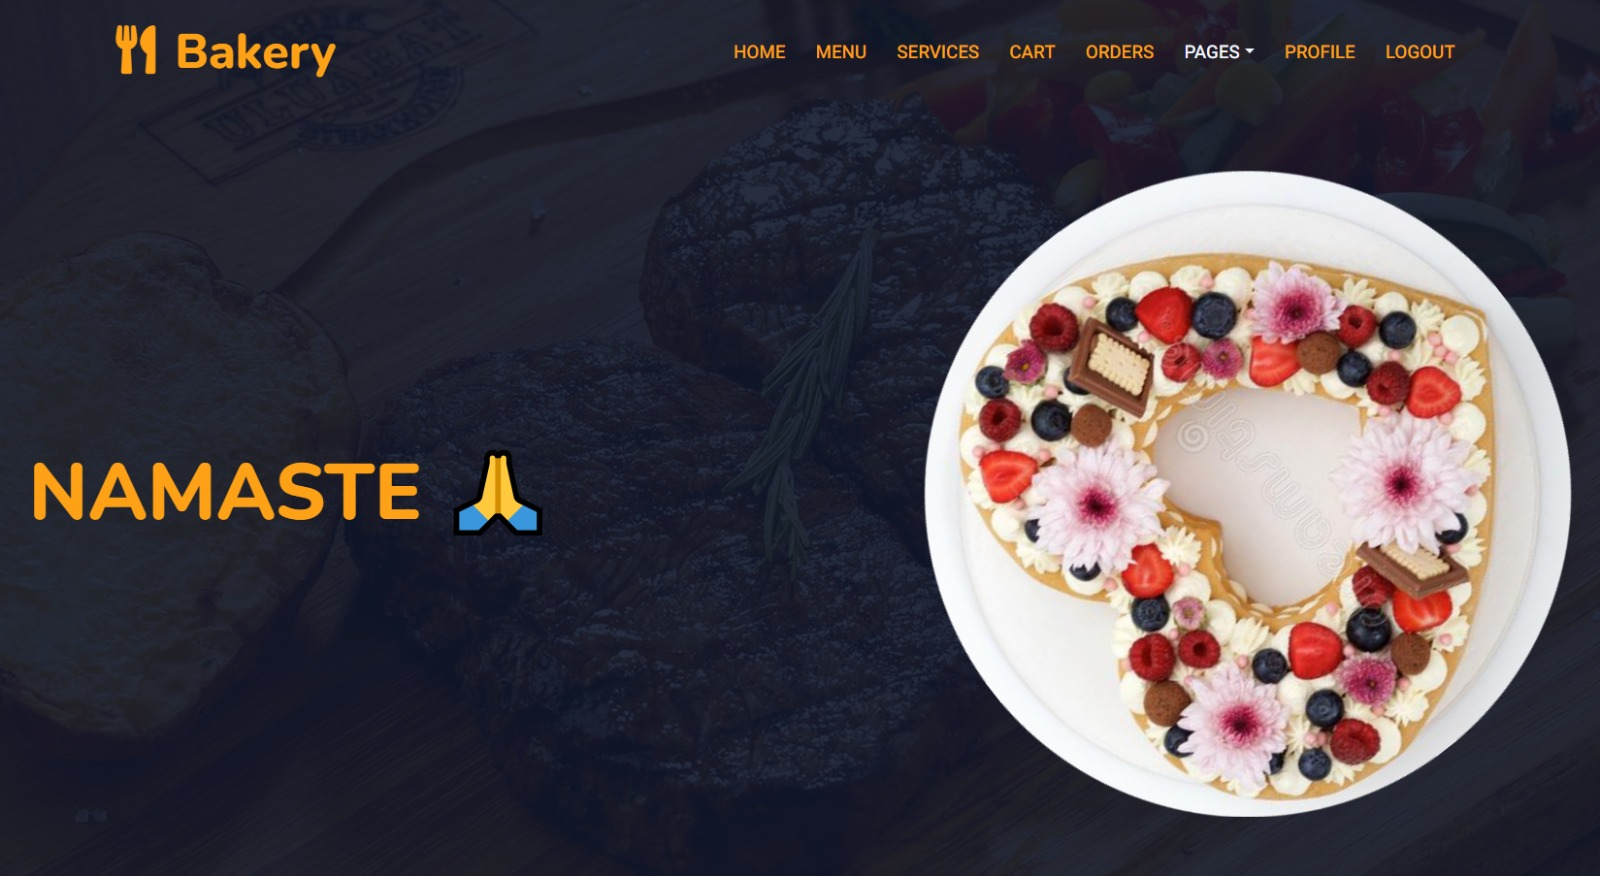 Bakery
HOME MENU SERVICES CART ORDERS PAGES PROFILE LOGOUT
NAMASTE 🙏